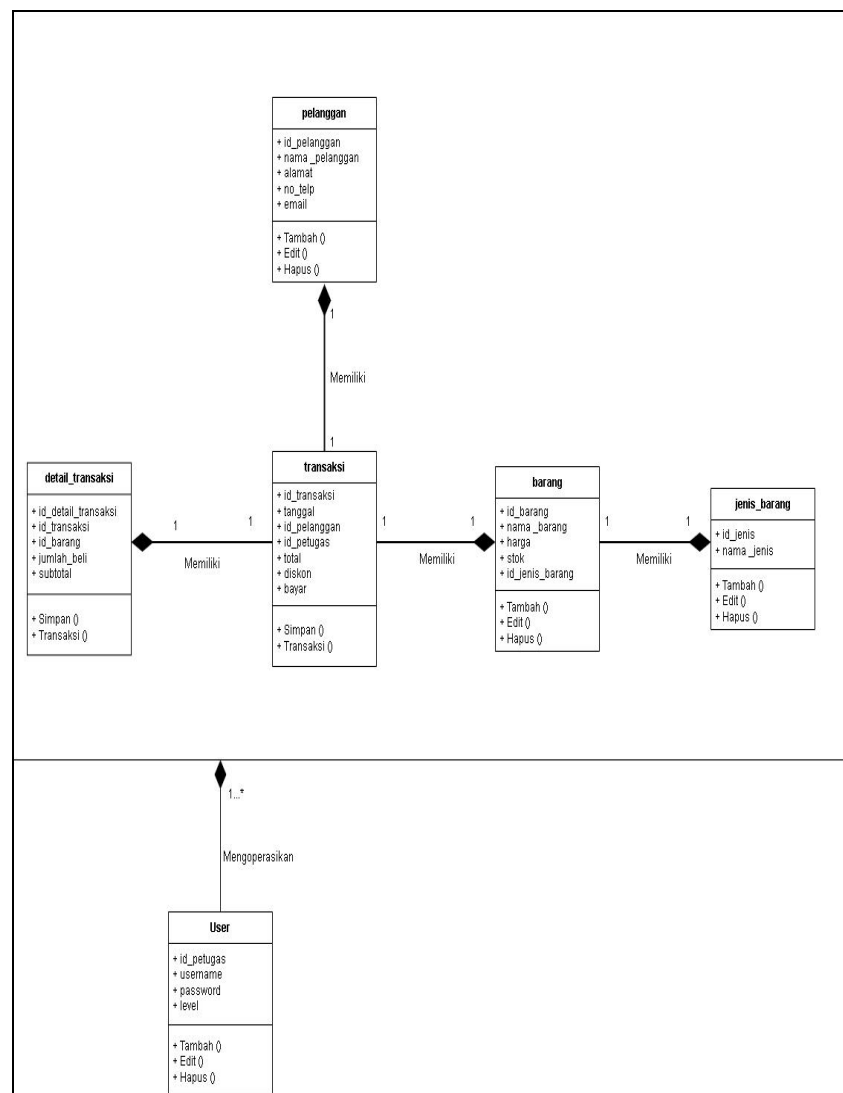 pelanggan
+ id_pelanggan
+ nama _pelanggan
+ alamat
+ no_telp
+ email
+ Tambah ()
+ Edit ()
+ Hapus ()
1
Memiliki
1
detail_transaksi
+ id_detail_transaksi
+ id_transaksi
+ id_barang
+ jumlah_beli
+ subtotal
+ Simpan ()
+ Transaksi ()
1
1
Memiliki
transaksi
+ id_transaksi
+ tanggal
+ id_pelanggan
+ id_petugas
+ total
+ diskon
+ bayar
+ Simpan ()
+ Transaksi ()
1
1
Memiliki
barang
+ id_barang
+ nama _barang
+ harga
+ stok
+ id_jenis_barang
+ Tambah ()
+ Edit ()
+ Hapus ()
1
1
Memiliki
jenis_barang
+ id_jenis
+ nama _jenis
+ Tambah ()
+ Edit ()
+ Hapus ()
1...*
Mengoperasikan
User
+ id_petugas
+ username
+ password
+ level
+ Tambah ()
+ Edit ()
+ Hapus ()